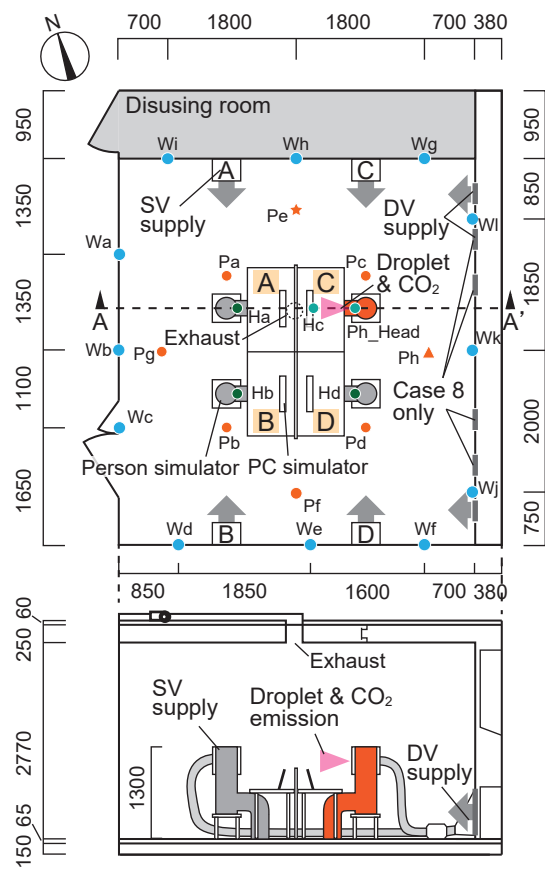 N
700
1800
1800
700
380
950
1350
1350
1100
1650
950
850
1850
2000
750
Disusing room
Wi
Wh
Wg
A
C
SV
supply
DV
supply
Pe
Wl
Wa
Pa
Pc
Droplet
& CO₂
A
C
A
A’
Exhaust
Ha
Hc
Ph_Head
Wb
Pg
Ph
Wk
Case 8
only
Hb
Hd
Wc
B
D
Pb
Pd
Person simulator
PC simulator
Wj
Pf
B
D
Wd
We
Wf
850
1850
1600
700
380
60
250
2770
65
150
Exhaust
SV
supply
Droplet & CO₂
emission
DV
supply
1300